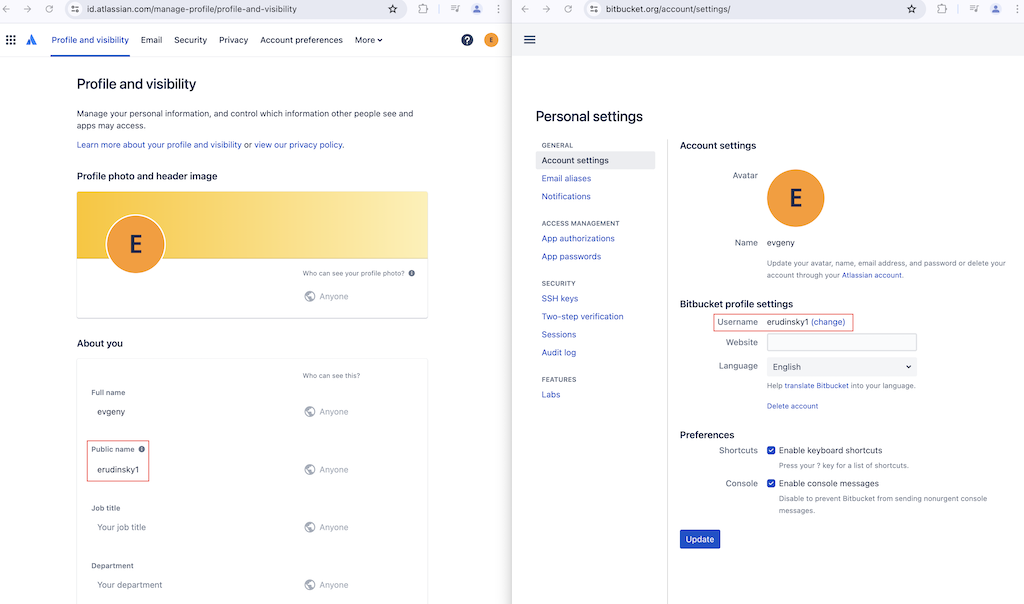 id.atlassian.com/manage-profile/profile-and-visibility
Profile and visibility Email Security Privacy Account preferences More ? E
Profile and visibility
Manage your personal information, and control which information other people see and
apps may access.
Learn more about your profile and visibility or view our privacy policy.
Profile photo and header image
E
Who can see your profile photo?
Anyone
About you
Who can see this?
Full name
evgeny Anyone
Public name
erudinsky1 Anyone
Job title
Your job title Anyone
Department
Your department Anyone
bitbucket.org/account/settings/
Personal settings
GENERAL
Account settings
Email aliases
Notifications
ACCESS MANAGEMENT
App authorizations
App passwords
SECURITY
SSH keys
Two-step verification
Sessions
Audit log
FEATURES
Labs
Account settings
Avatar E
Name evgeny
Update your avatar, name, email address, and password or delete your
account through your Atlassian account.
Bitbucket profile settings
Username erudinsky1 (change)
Website
Language English
Help translate Bitbucket into your language.
Delete account
Preferences
Shortcuts Enable keyboard shortcuts
Press your ? key for a list of shortcuts.
Console Enable console messages
Disable to prevent Bitbucket from sending nonurgent console
messages.
Update